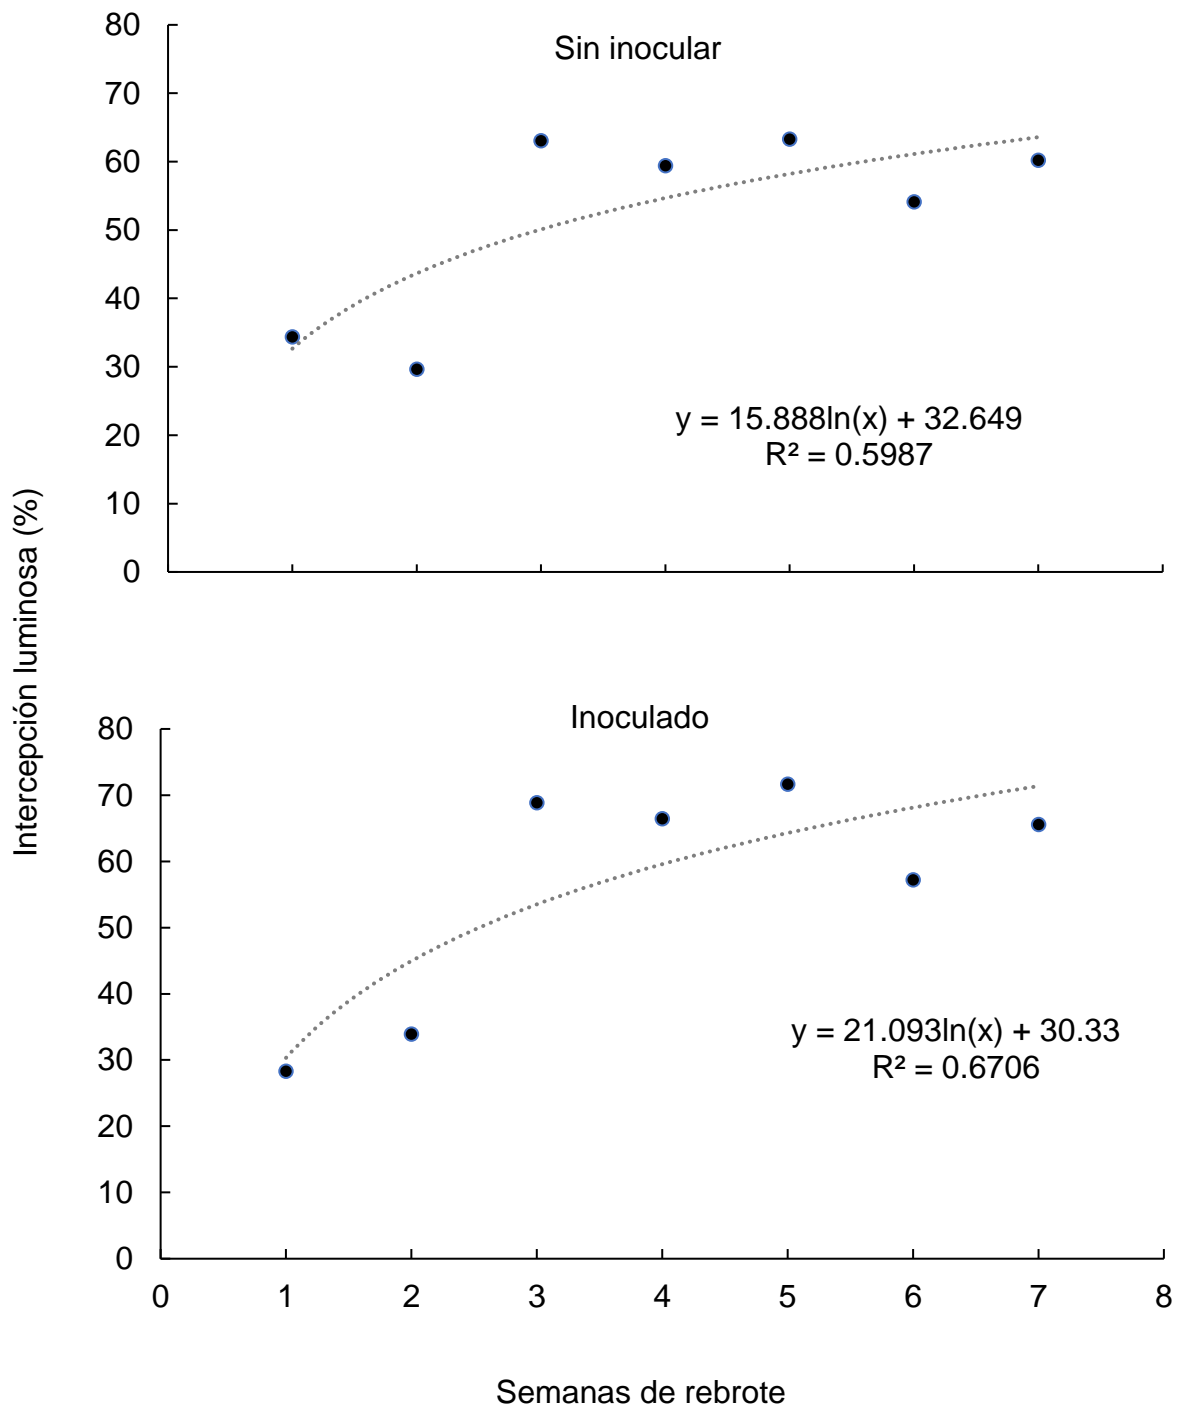 Sin inocular
80
70
60
50
40
30
20
10
0
y = 15.888ln(x) + 32.649
R² = 0.5987
Intercepción luminosa (%)
Inoculado
80
70
60
50
40
30
20
10
0
y = 21.093ln(x) + 30.33
R² = 0.6706
0 1 2 3 4 5 6 7 8
Semanas de rebrote